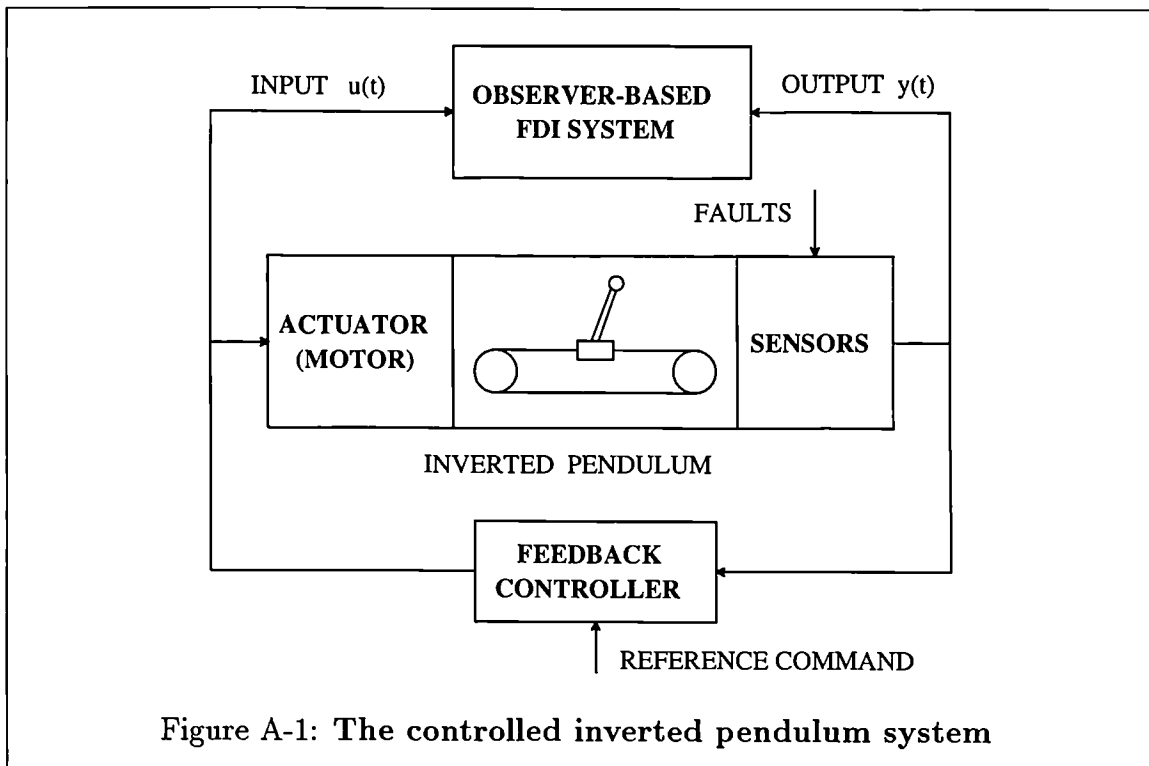 INPUT u(t)
OBSERVER-BASED
FDI SYSTEM
OUTPUT y(t)
FAULTS
ACTUATOR
(MOTOR)
SENSORS
INVERTED PENDULUM
FEEDBACK
CONTROLLER
REFERENCE COMMAND
Figure A-1: The controlled inverted pendulum system